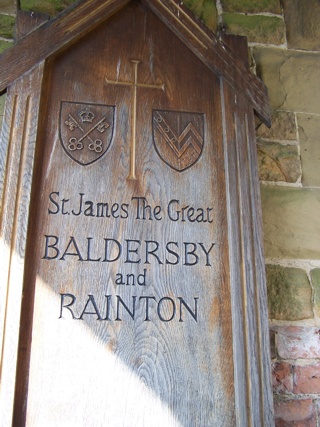 St. James The Great
BALDERSBY
and
RAINTON